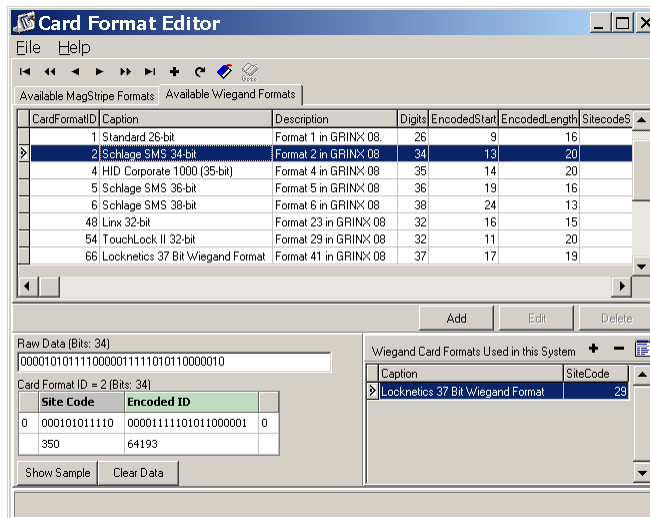 Card Format Editor
File Help
Goto
Available MagStripe Formats Available Wiegand Formats
CardFormatID Caption Description Digits EncodedStart EncodedLength SitecodeS
1 Standard 26-bit Format 1 in GRINX 08. 26 9 16
2 Schlage SMS 34-bit Format 2 in GRINX 08 34 13 20
4 HID Corporate 1000 (35-bit) Format 4 in GRINX 08 35 14 20
5 Schlage SMS 36-bit Format 5 in GRINX 08 36 19 16
6 Schlage SMS 38-bit Format 6 in GRINX 08 38 24 13
48 Linx 32-bit Format 23 in GRINX 08 32 16 15
54 TouchLock II 32-bit Format 29 in GRINX 08 32 11 20
66 Locknetics 37 Bit Wiegand Format Format 41 in GRINX 08 37 17 19
Add Edit Delete
Raw Data (Bits: 34)
0000101011110000011111010110000010
Card Format ID = 2 (Bits: 34)
Site Code Encoded ID
0 000101011110 00001111101011000001 0
350 64193
Show Sample Clear Data
Wiegand Card Formats Used in this System
Caption SiteCode
Locknetics 37 Bit Wiegand Format 29